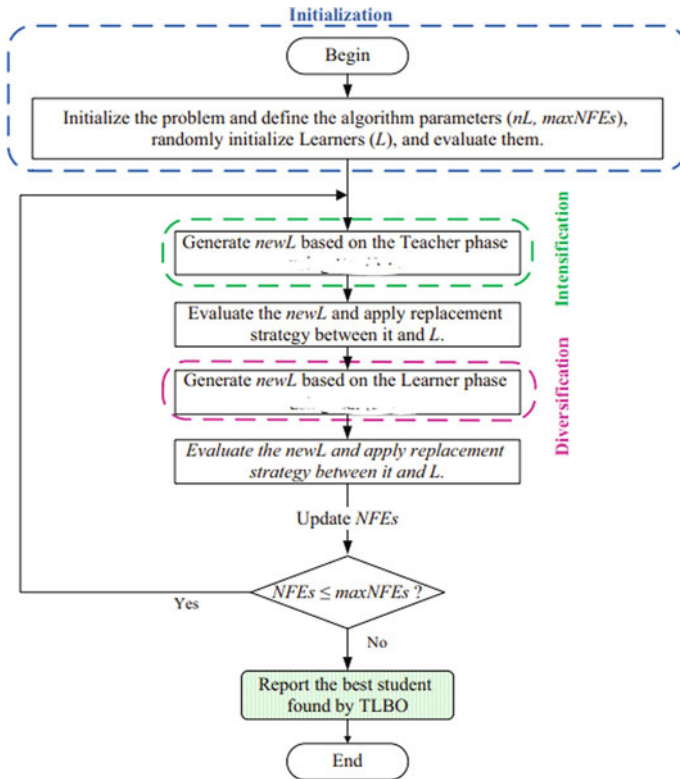 Initialization
Begin
Initialize the problem and define the algorithm parameters (nL, maxNFEs),
randomly initialize Learners (L), and evaluate them.
Generate newL based on the Teacher phase
Intensification
Evaluate the newL and apply replacement
strategy between it and L.
Generate newL based on the Learner phase
Diversification
Evaluate the newL and apply replacement
strategy between it and L.
Update NFEs
NFEs ≤ maxNFEs ?
Yes
No
Report the best student
found by TLBO
End